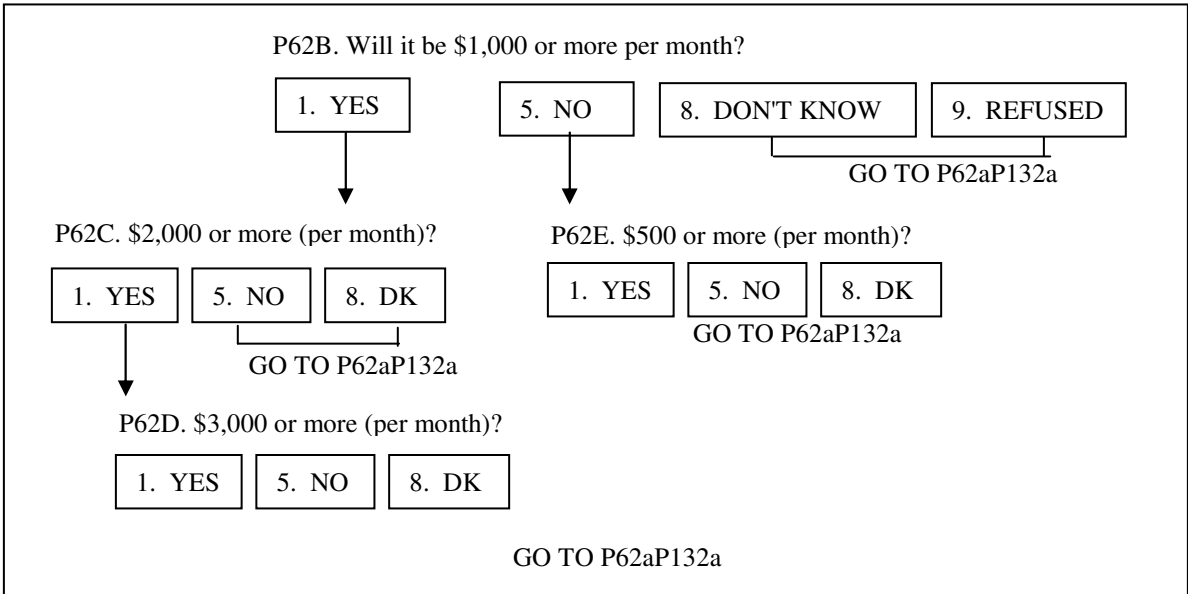 P62B. Will it be $1,000 or more per month?
1. YES
5. NO
8. DON'T KNOW
9. REFUSED
GO TO P62aP132a
P62C. $2,000 or more (per month)?
P62E. $500 or more (per month)?
1. YES
5. NO
8. DK
1. YES
5. NO
8. DK
GO TO P62aP132a
GO TO P62aP132a
P62D. $3,000 or more (per month)?
1. YES
5. NO
8. DK
GO TO P62aP132a